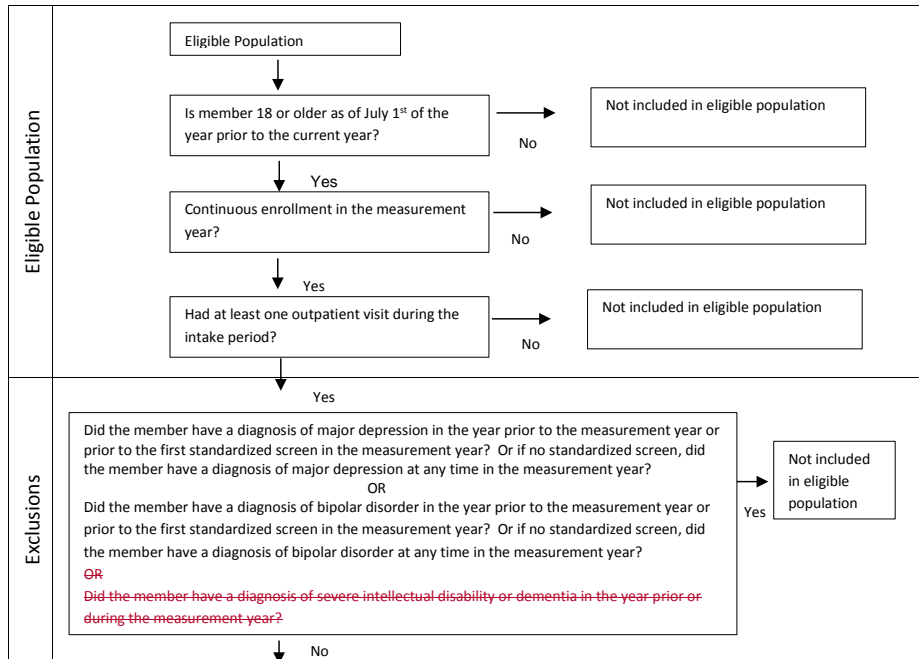 Eligible Population
Eligible Population
Is member 18 or older as of July 1st of the
year prior to the current year?
No
Not included in eligible population
Yes
Continuous enrollment in the measurement
year?
No
Not included in eligible population
Yes
Had at least one outpatient visit during the
intake period?
No
Not included in eligible population
Yes
Exclusions
Did the member have a diagnosis of major depression in the year prior to the measurement year or
prior to the first standardized screen in the measurement year?  Or if no standardized screen, did
the member have a diagnosis of major depression at any time in the measurement year?
OR
Did the member have a diagnosis of bipolar disorder in the year prior to the measurement year or
prior to the first standardized screen in the measurement year?  Or if no standardized screen, did
the member have a diagnosis of bipolar disorder at any time in the measurement year?
OR
Did the member have a diagnosis of severe intellectual disability or dementia in the year prior or
during the measurement year?
Yes
Not included
in eligible
population
No